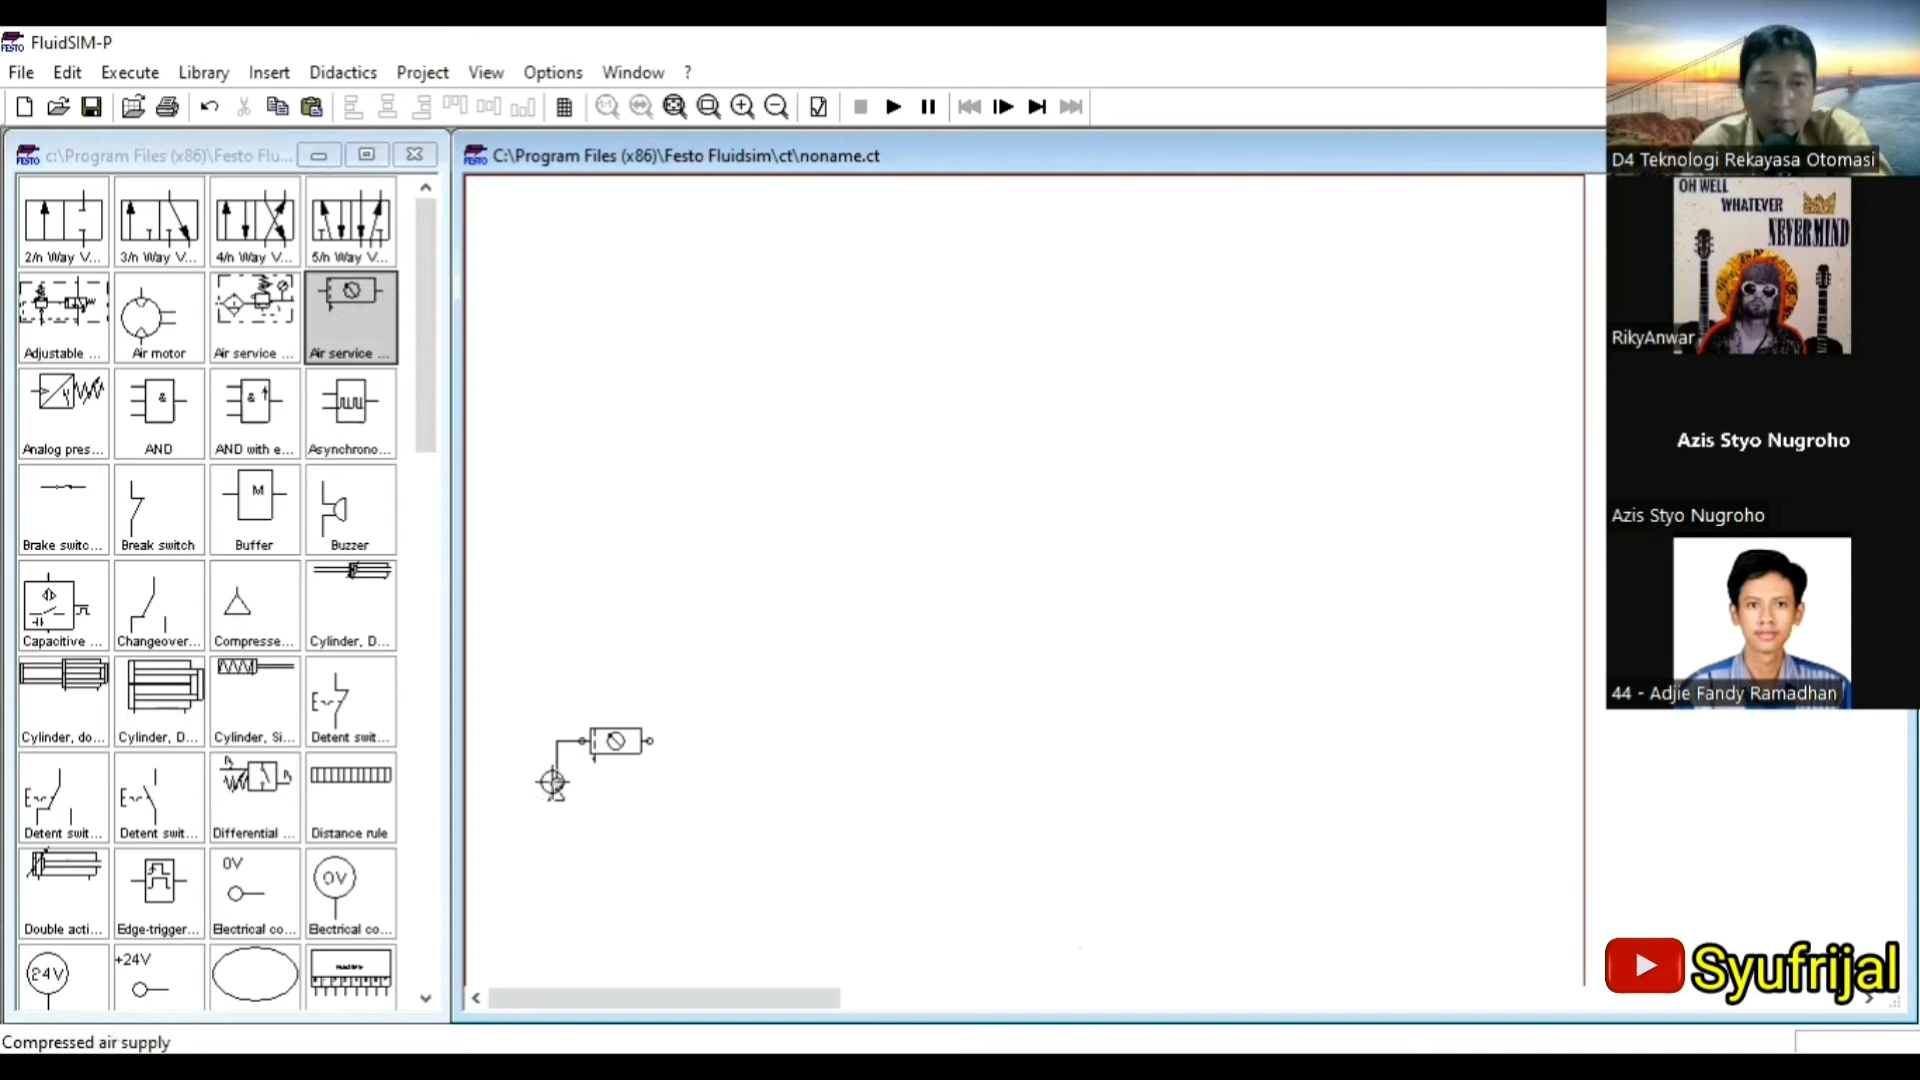 FluidSIM-P
File Edit Execute Library Insert Didactics Project View Options Window ?
c:\Program Files (x86)\Festo Flu...
C:\Program Files (x86)\Festo Fluidsim\ct\noname.ct
2/n Way V... 3/n Way V... 4/n Way V... 5/n Way V...
Adjustable ... Air motor Air service ... Air service ...
Analog pres... AND AND with e... Asynchrono...
Brake switc... Break switch Buffer Buzzer
Capacitive ... Changeover... Compresse... Cylinder, D...
Cylinder, do... Cylinder, D... Cylinder, Si... Detent swit...
Detent swit... Detent swit... Differential ... Distance rule
0V 0V
Double acti... Edge-trigger... Electrical co... Electrical co...
24V +24V
Compressed air supply
D4 Teknologi Rekayasa Otomasi
OH WELL
WHATEVER
NEVERMIND
RikyAnwar
Azis Styo Nugroho
Azis Styo Nugroho
44 - Adjie Fandy Ramadhan
Syufrijal